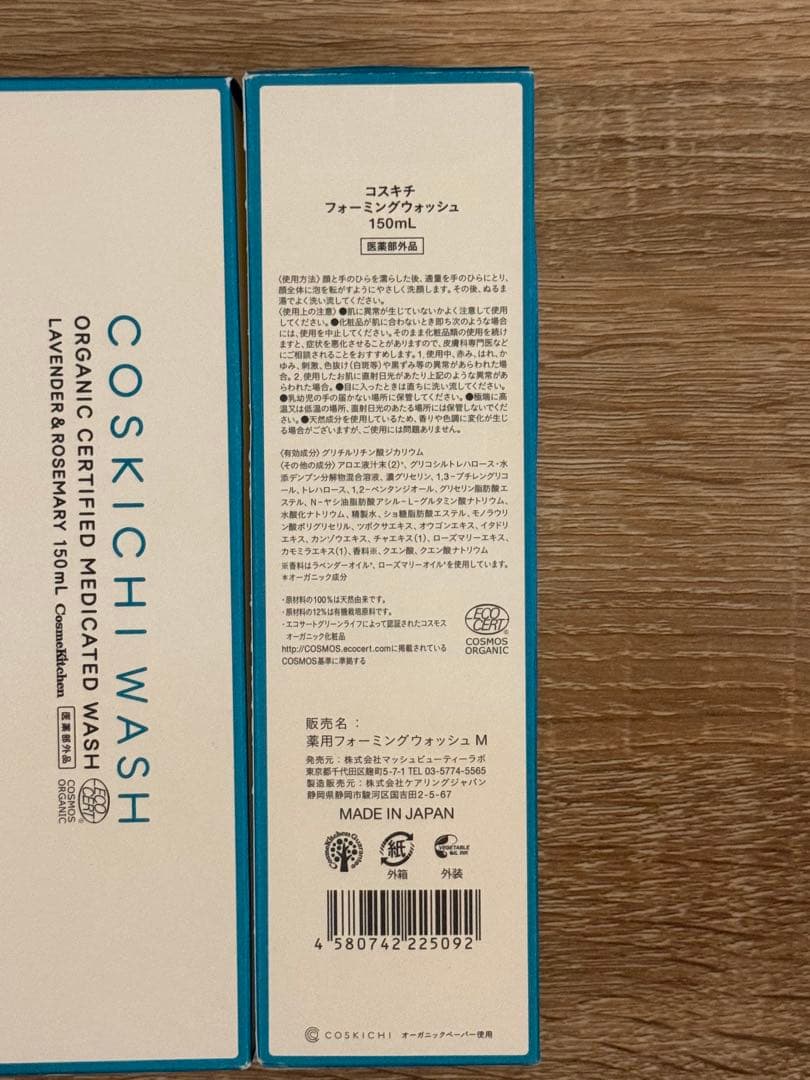 COSKICHI WASH
ORGANIC CERTIFIED MEDICATED WASH
LAVENDER & ROSEMARY 150mL CosmeKitchen 医薬部外品
ECO CERT®
COSMOS
ORGANIC
コスキチ
フォーミングウォッシュ
150mL
医薬部外品
〈使用方法〉顔と手のひらを濡らした後、適量を手のひらにとり、
顔全体に泡を転がすようにやさしく洗顔します。その後、ぬるま
湯でよく洗い流してください。
〈使用上の注意〉●肌に異常が生じていないかよく注意して使用
してください。●化粧品が肌に合わないとき即ち次のような場合
には、使用を中止してください。そのまま化粧品類の使用を続け
ますと、症状を悪化させることがありますので、皮膚科専門医など
にご相談されることをおすすめします。1.使用中、赤み、はれ、か
ゆみ、刺激、色抜け(白斑等)や黒ずみ等の異常があらわれた場
合。2.使用したお肌に直射日光があたり上記のような異常があ
らわれた場合。●目に入ったときは直ちに洗い流してください。
●乳幼児の手の届かない場所に保管してください。●極端に高
温又は低温の場所、直射日光のあたる場所には保管しないでく
ださい。●天然成分を使用しているため、香りや色調に変化が生じ
る場合がございますが、ご使用には問題ありません。
〈有効成分〉グリチルリチン酸ジカリウム
〈その他の成分〉アロエ液汁末(2)*、グリコシルトレハロース・水
添デンプン分解物混合溶液、濃グリセリン、1,3-ブチレングリコ
ール、トレハロース、1,2-ペンタンジオール、グリセリン脂肪酸エ
ステル、N-ヤシ油脂肪酸アシル-L-グルタミン酸ナトリウム、
水酸化ナトリウム、精製水、ショ糖脂肪酸エステル、モノラウリ
ン酸ポリグリセリル、ツボクサエキス、オウゴンエキス、イタドリ
エキス、カンゾウエキス、チャエキス(1)、ローズマリーエキス、
カモミラエキス(1)、香料※、クエン酸、クエン酸ナトリウム
※香料はラベンダーオイル*、ローズマリーオイル*を使用しています。
*オーガニック成分
・原材料の100%は天然由来です。
・原材料の12%は有機栽培原料です。
・エコサートグリーンライフによって認証されたコスモス
オーガニック化粧品
http://COSMOS.ecocert.comに掲載されている
COSMOS基準に準拠する
ECO CERT®
COSMOS
ORGANIC
販売名：
薬用フォーミングウォッシュ M
発売元：株式会社マッシュビューティーラボ
東京都千代田区麹町5-7-1 TEL 03-5774-5565
製造販売元：株式会社ケアリングジャパン
静岡県静岡市駿河区国吉田2-5-67
MADE IN JAPAN
CosmeKitchen Guarantee
紙
外箱
VEGETABLE OIL INK
外装
4 580742 225092
COSKICHI オーガニックペーパー使用